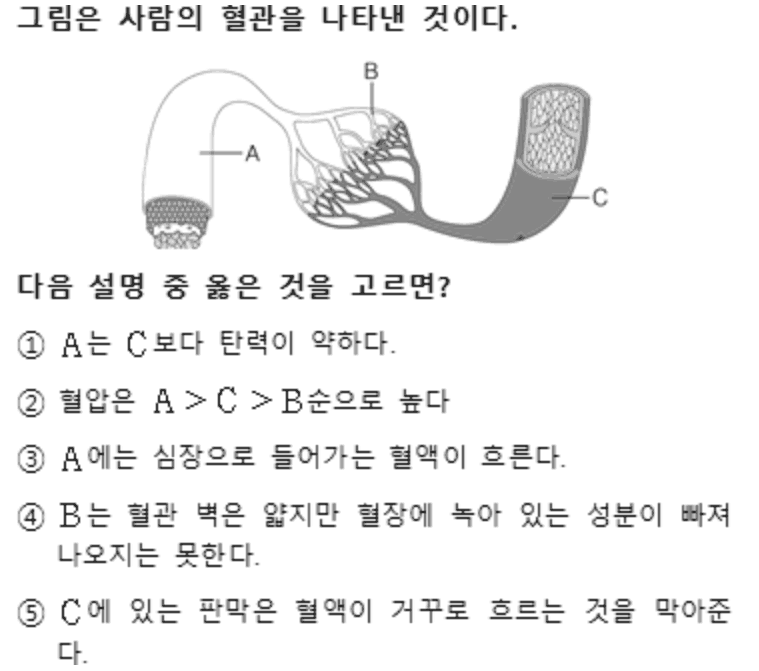 그림은 사람의 혈관을 나타낸 것이다.
B
A
C
다음 설명 중 옳은 것을 고르면?
① A는 C보다 탄력이 약하다.
② 혈압은 A > C > B순으로 높다
③ A에는 심장으로 들어가는 혈액이 흐른다.
④ B는 혈관 벽은 얇지만 혈장에 녹아 있는 성분이 빠져
나오지는 못한다.
⑤ C에 있는 판막은 혈액이 거꾸로 흐르는 것을 막아준
다.